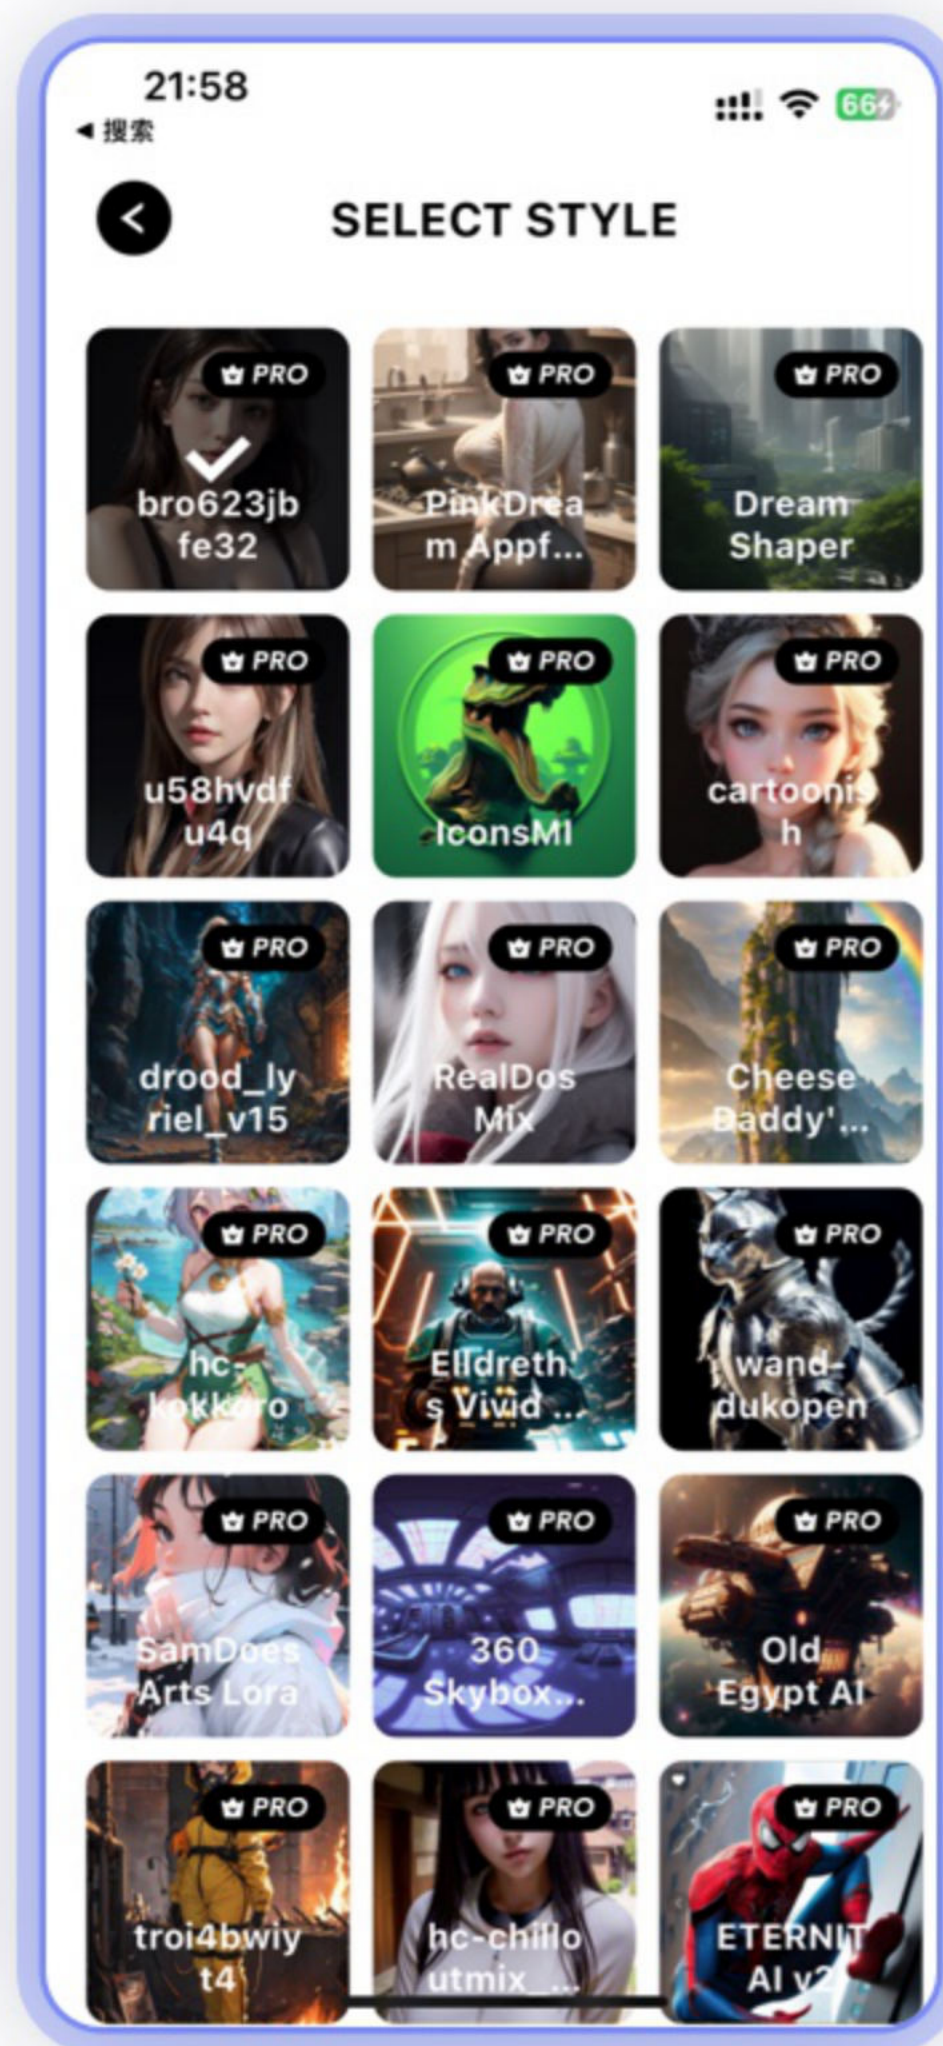 21:58
66
◀ 搜索
SELECT STYLE
PRO
PRO
PRO
bro623jb
fe32
PinkDrea
m Appf...
Dream
Shaper
PRO
PRO
PRO
u58hvdf
u4q
IconsMI
cartoonis
h
PRO
PRO
PRO
drood_ly
riel_v15
RealDos
Mix
Cheese
Daddy'...
PRO
PRO
PRO
hc-
kokkoro
Elldreth'
s Vivid ...
wand-
dukopen
PRO
PRO
PRO
SamDoes
Arts Lora
360
Skybox...
Old
Egypt AI
PRO
PRO
PRO
troi4bwiy
t4
hc-chillo
utmix_...
ETERNIT
AI v2